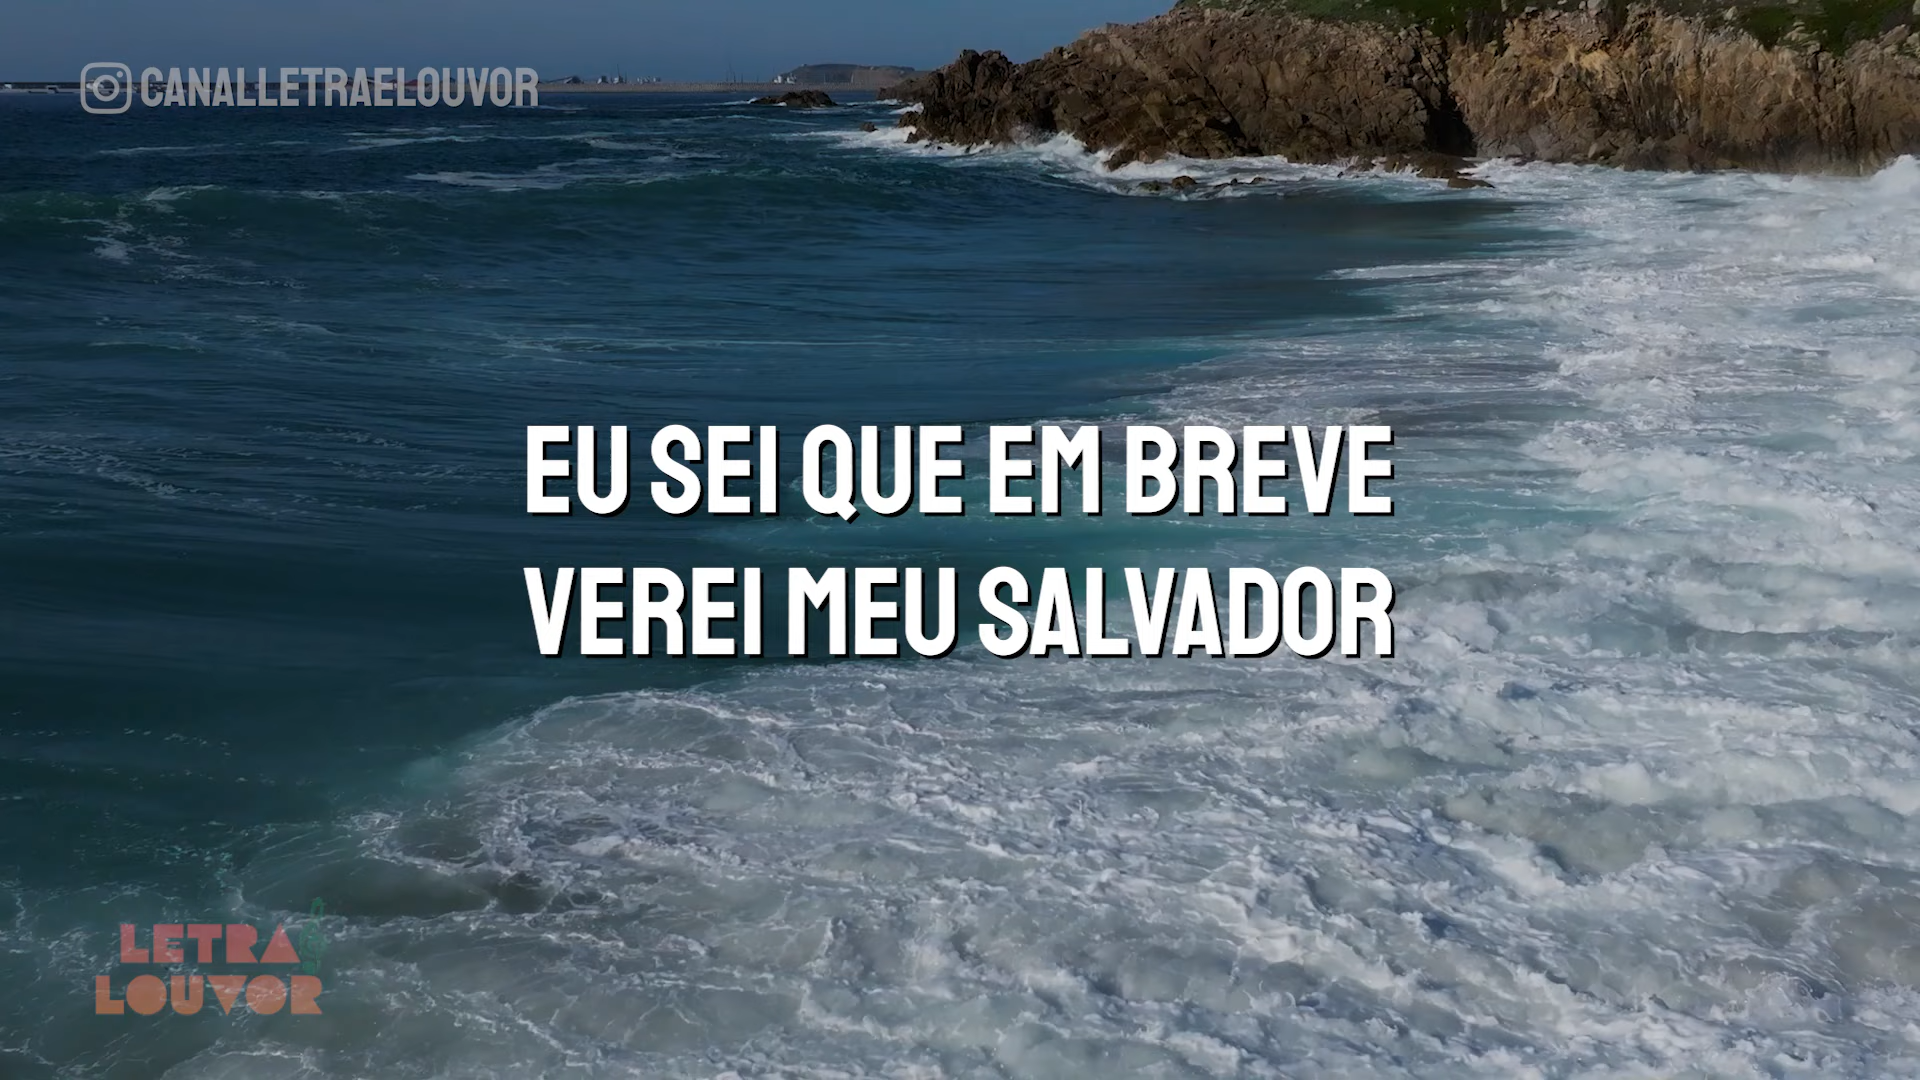 CANALLETRAELOUVOR
EU SEI QUE EM BREVE
VEREI MEU SALVADOR
LETRA
LOUVOR